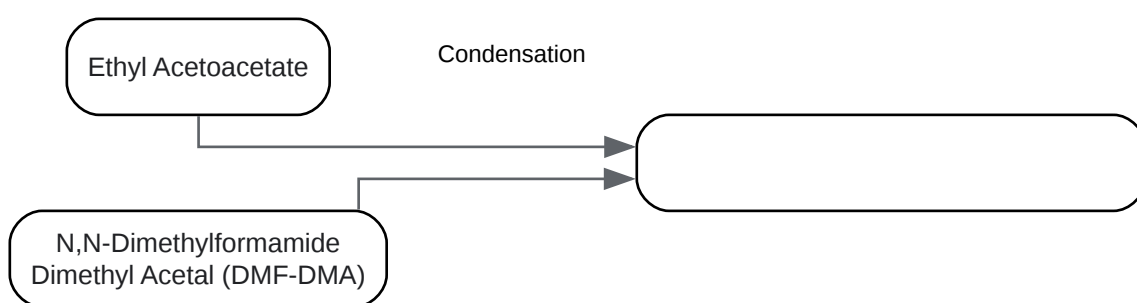 Ethyl Acetoacetate
Condensation
N,N-Dimethylformamide
Dimethyl Acetal (DMF-DMA)